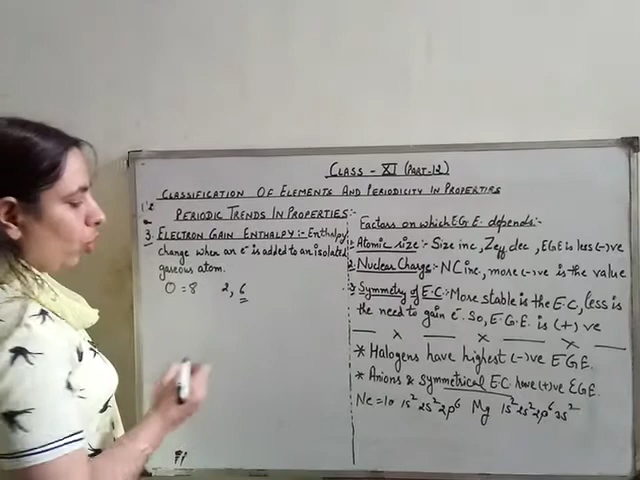 CLASS - XI (PART-12)
CLASSIFICATION OF ELEMENTS AND PERIODICITY IN PROPERTIES
PERIODIC TRENDS IN PROPERTIES:-
3. ELECTRON GAIN ENTHALPY:- Enthalpy
change when an e⁻ is added to an isolated
gaseous atom.
O = 8 2, 6
Factors on which E.G.E. depends:-
1. Atomic size:- Size inc, Zeff dec, EGE is less (-)ve
2. Nuclear Charge:- NC inc, more (-)ve is the value
3. Symmetry of E.C:- More stable is the E.C, less is
the need to gain e⁻. So, E.G.E. is (+)ve
* Halogens have highest (-)ve EGE.
* Anions & symmetrical E.C have (+)ve EGE.
Ne = 10 1s² 2s² 2p⁶ Mg 1s² 2s² 2p⁶ 3s²